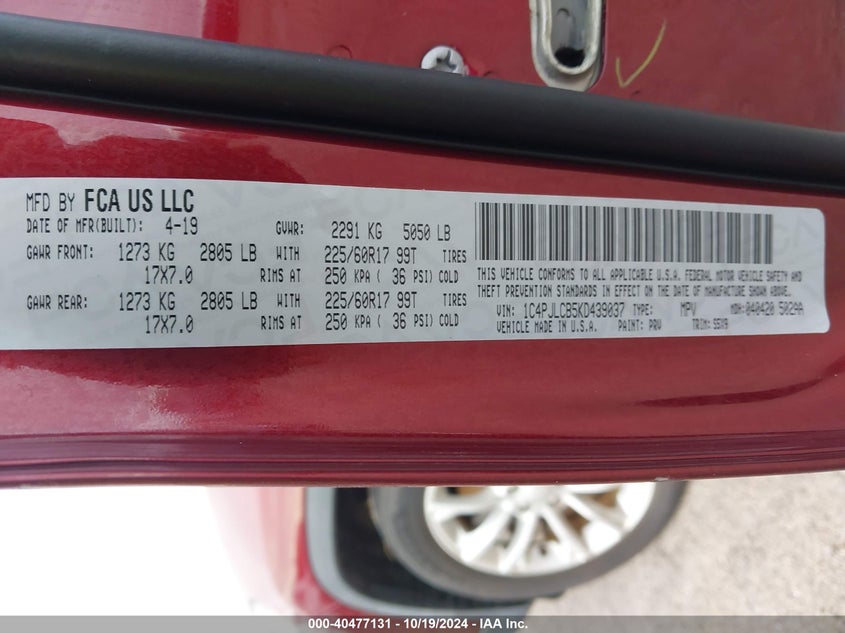 MFD BY FCA US LLC
DATE OF MFR(BUILT): 4-19 GVWR: 2291 KG 5050 LB
GAWR FRONT: 1273 KG 2805 LB WITH 225/60R17 99T TIRES
17X7.0 RIMS AT 250 KPA ( 36 PSI) COLD
GAWR REAR: 1273 KG 2805 LB WITH 225/60R17 99T TIRES
17X7.0 RIMS AT 250 KPA ( 36 PSI) COLD
THIS VEHICLE CONFORMS TO ALL APPLICABLE U.S.A. FEDERAL MOTOR VEHICLE SAFETY AND
THEFT PREVENTION STANDARDS IN EFFECT ON THE DATE OF MANUFACTURE SHOWN ABOVE.
VIN: 1C4PJLCB5KD439037 TYPE: MPV MDH: 040420 502AA
VEHICLE MADE IN U.S.A. PAINT: PRV TRIM: S5X9
000-40477131 - 10/19/2024 - IAA Inc.